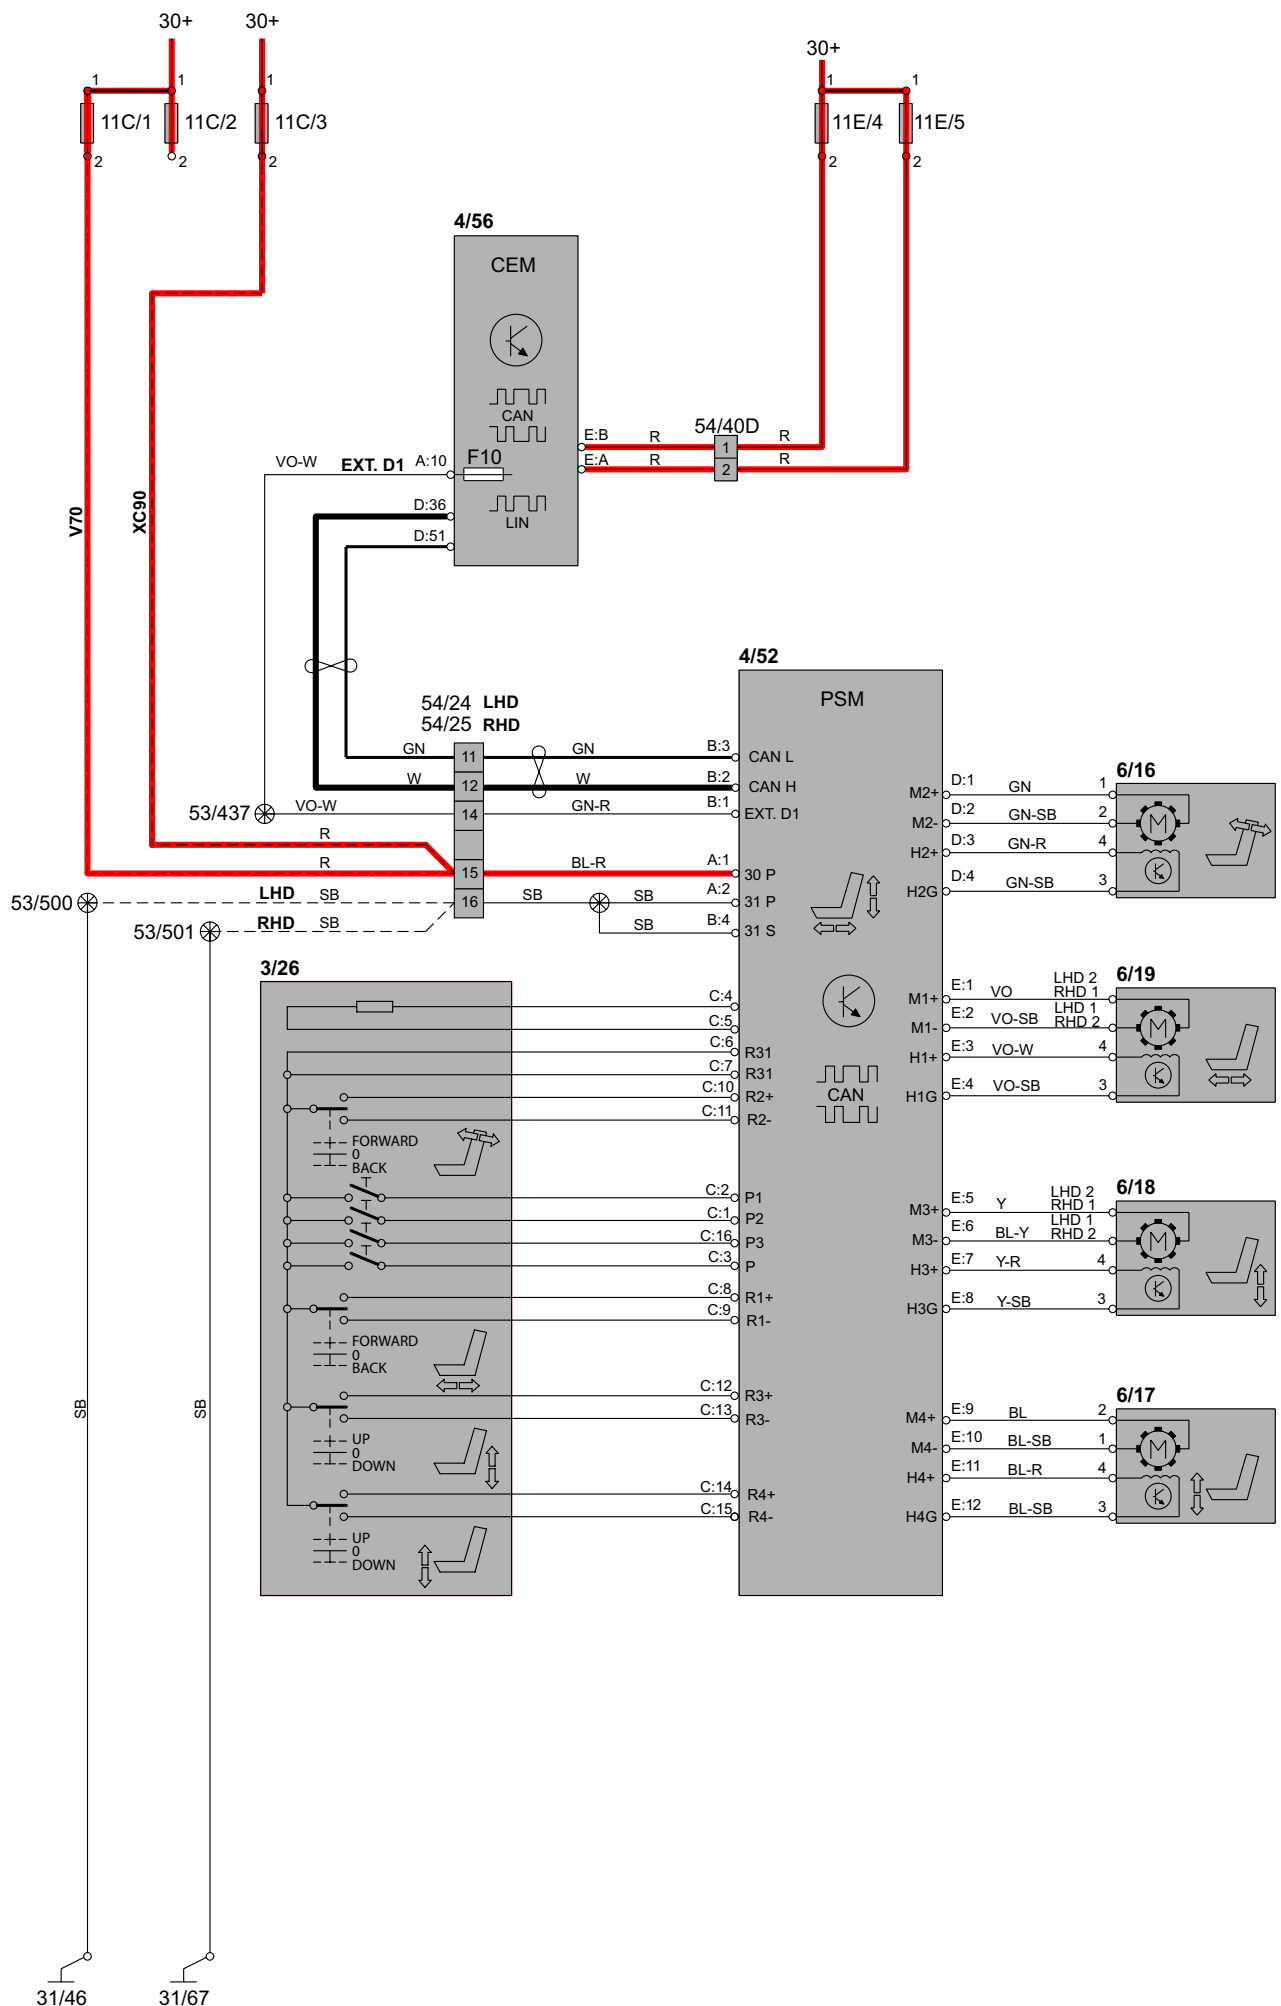 30+ 30+
30+
1 1 1
11C/1 11C/2 11C/3
2 2 2
1 1
11E/4 11E/5
2 2
4/56
CEM
CAN
LIN
F10
VO-W EXT. D1 A:10
D:36
D:51
E:B R 54/40D R
1
E:A R R
2
V70
XC90
54/24 LHD
54/25 RHD
GN 11 GN B:3
W 12 W B:2
53/437 VO-W 14 GN-R B:1
R
R 15 BL-R A:1
53/500 LHD SB 16 SB SB A:2
53/501 RHD SB SB B:4
4/52
PSM
CAN L
CAN H
EXT. D1
30 P
31 P
31 S
CAN
3/26
C:4
C:5
C:6 R31
C:7 R31
C:10 R2+
C:11 R2-
FORWARD
0
BACK
C:2 P1
C:1 P2
C:16 P3
C:3 P
C:8 R1+
C:9 R1-
FORWARD
0
BACK
C:12 R3+
C:13 R3-
UP
0
DOWN
C:14 R4+
C:15 R4-
UP
0
DOWN
6/16
M2+ D:1 GN 1
M2- D:2 GN-SB 2
H2+ D:3 GN-R 4
H2G D:4 GN-SB 3
M
6/19
M1+ E:1 VO LHD 2
RHD 1
M1- E:2 VO-SB LHD 1
RHD 2
H1+ E:3 VO-W 4
H1G E:4 VO-SB 3
M
6/18
M3+ E:5 Y LHD 2
RHD 1
M3- E:6 BL-Y LHD 1
RHD 2
H3+ E:7 Y-R 4
H3G E:8 Y-SB 3
M
6/17
M4+ E:9 BL 2
M4- E:10 BL-SB 1
H4+ E:11 BL-R 4
H4G E:12 BL-SB 3
M
SB
SB
31/46 31/67